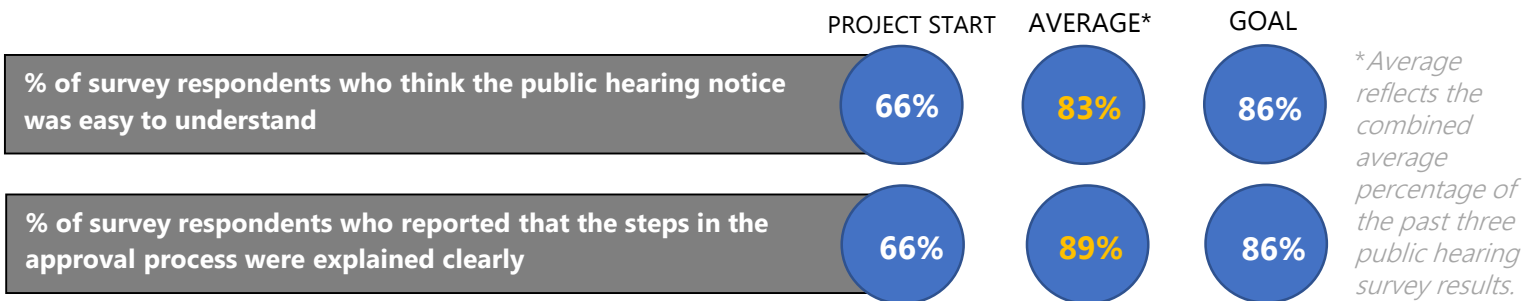 PROJECT START AVERAGE* GOAL
% of survey respondents who think the public hearing notice
was easy to understand
66% 83% 86%
% of survey respondents who reported that the steps in the
approval process were explained clearly
66% 89% 86%
*Average
reflects the
combined
average
percentage of
the past three
public hearing
survey results.